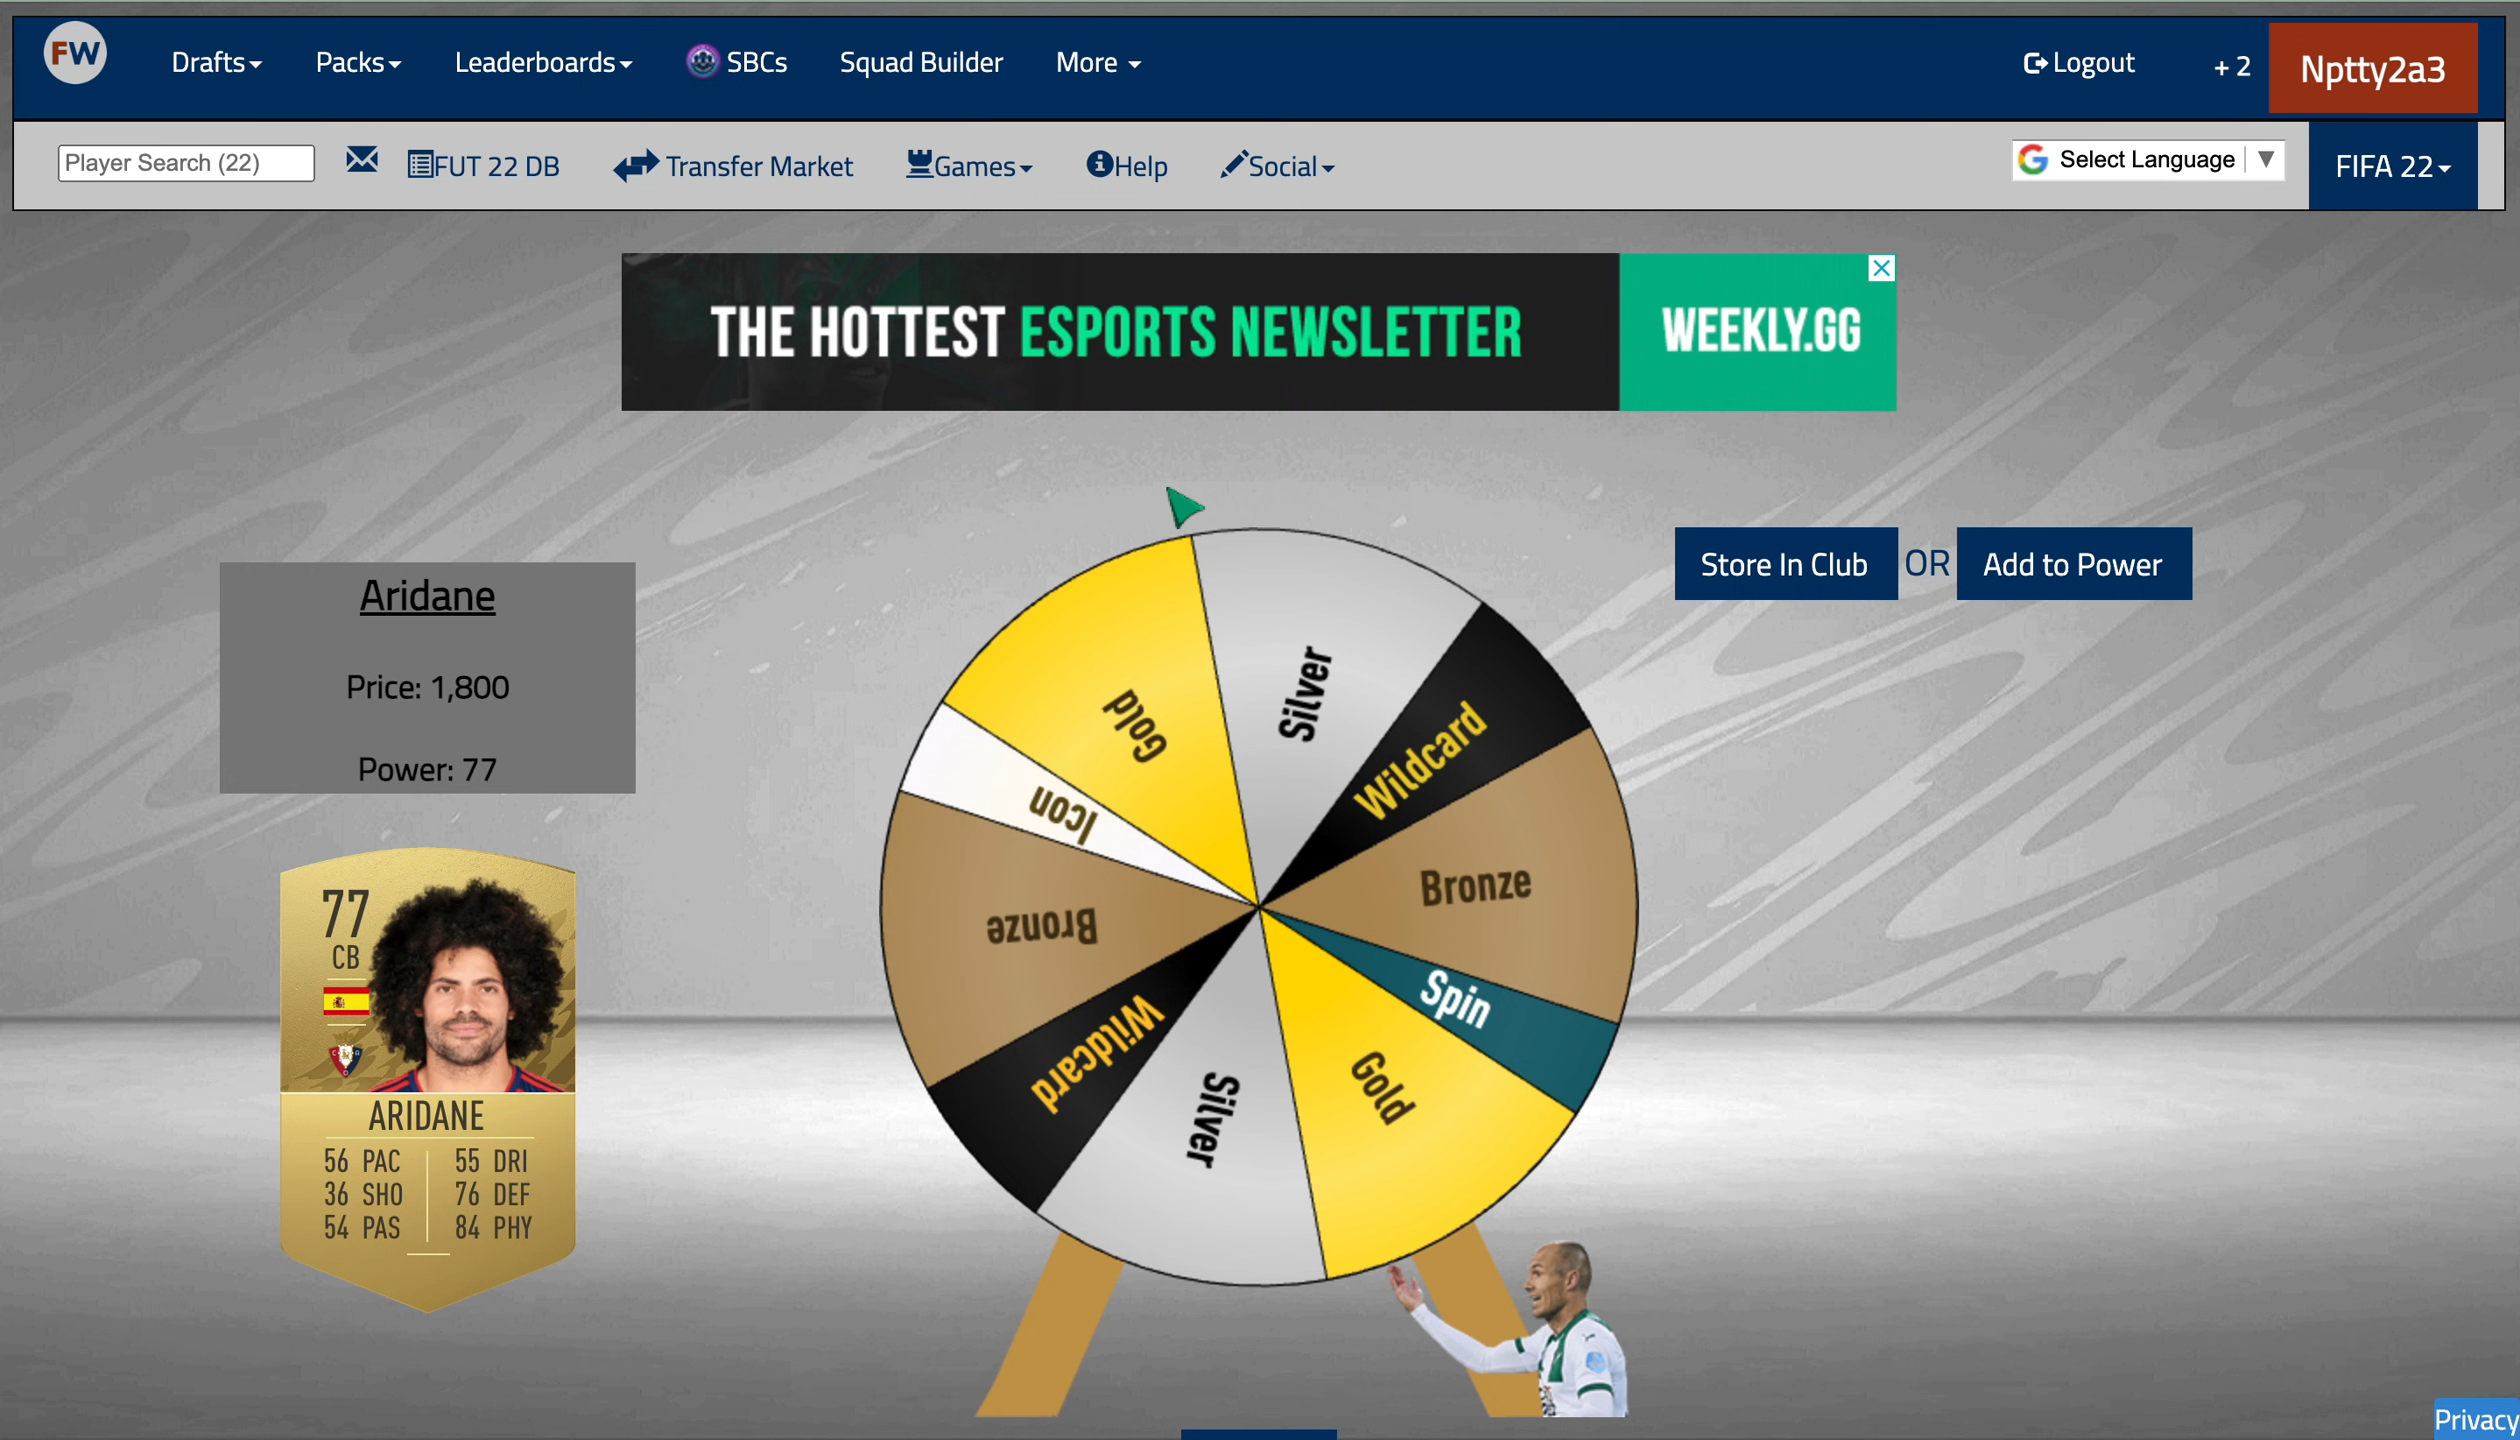 FW
Drafts
Packs
Leaderboards
SBCs
Squad Builder
More
Logout
+ 2
Nptty2a3
Player Search (22)
FUT 22 DB
Transfer Market
Games
Help
Social
Select Language
FIFA 22
THE HOTTEST ESPORTS NEWSLETTER
WEEKLY.GG
Store In Club
OR
Add to Power
Aridane
Price: 1,800
Power: 77
Silver
Wildcard
Bronze
Spin
Gold
Silver
Wildcard
Bronze
Icon
Gold
77
CB
ARIDANE
56 PAC 55 DRI
36 SHO 76 DEF
54 PAS 84 PHY
Privacy